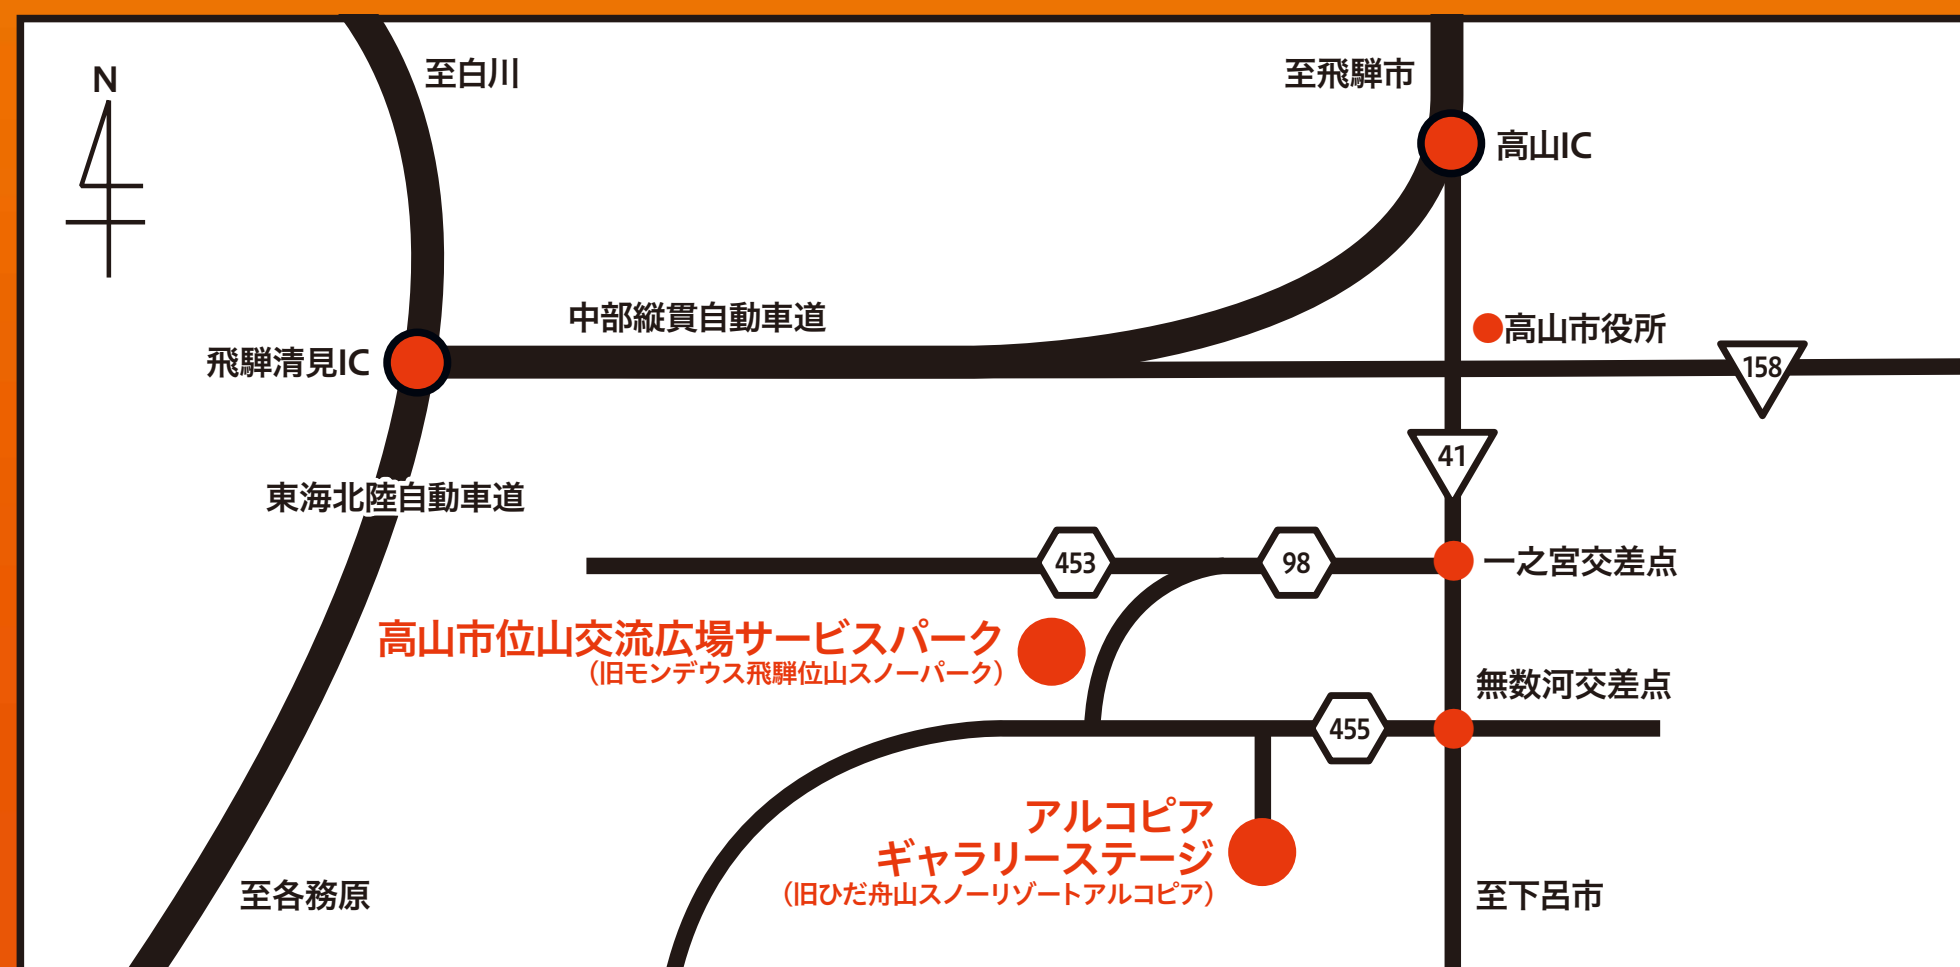 N
至白川
至飛騨市
高山IC
中部縦貫自動車道
高山市役所
飛騨清見IC
158
41
東海北陸自動車道
453
98
一之宮交差点
高山市位山交流広場サービスパーク
（旧モンデウス飛騨位山スノーパーク）
無数河交差点
455
アルコピア
ギャラリーステージ
（旧ひだ舟山スノーリゾートアルコピア）
至各務原
至下呂市